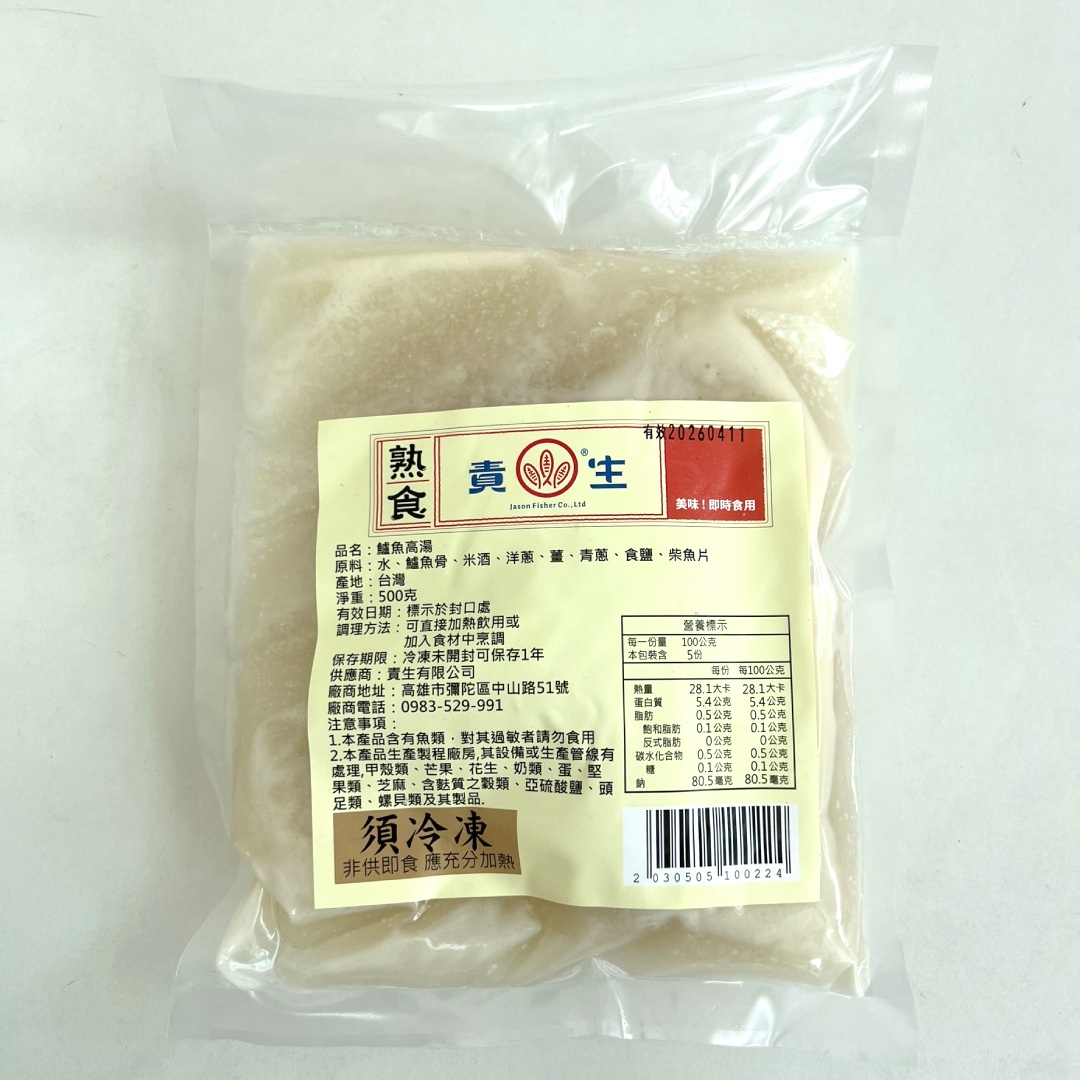 有效20260411
熟食
貴生®
Jason Fisher Co.,Ltd
美味！即時食用
品名：鱸魚高湯
原料：水、鱸魚骨、米酒、洋蔥、薑、青蔥、食鹽、柴魚片
產地：台灣
淨重：500克
有效日期：標示於封口處
調理方法：可直接加熱飲用或
加入食材中烹調
保存期限：冷凍未開封可保存1年
供應商：貴生有限公司
廠商地址：高雄市彌陀區中山路51號
廠商電話：0983-529-991
注意事項：
1.本產品含有魚類，對其過敏者請勿食用
2.本產品生產製程廠房,其設備或生產管線有
處理,甲殼類、芒果、花生、奶類、蛋、堅
果類、芝麻、含麩質之穀類、亞硫酸鹽、頭
足類、螺貝類及其製品.
須冷凍
非供即食 應充分加熱
營養標示
每一份量 100公克
本包裝含 5份
每份 每100公克
熱量 28.1大卡 28.1大卡
蛋白質 5.4公克 5.4公克
脂肪 0.5公克 0.5公克
飽和脂肪 0.1公克 0.1公克
反式脂肪 0公克 0公克
碳水化合物 0.5公克 0.5公克
糖 0.1公克 0.1公克
鈉 80.5毫克 80.5毫克
2 030505 100224